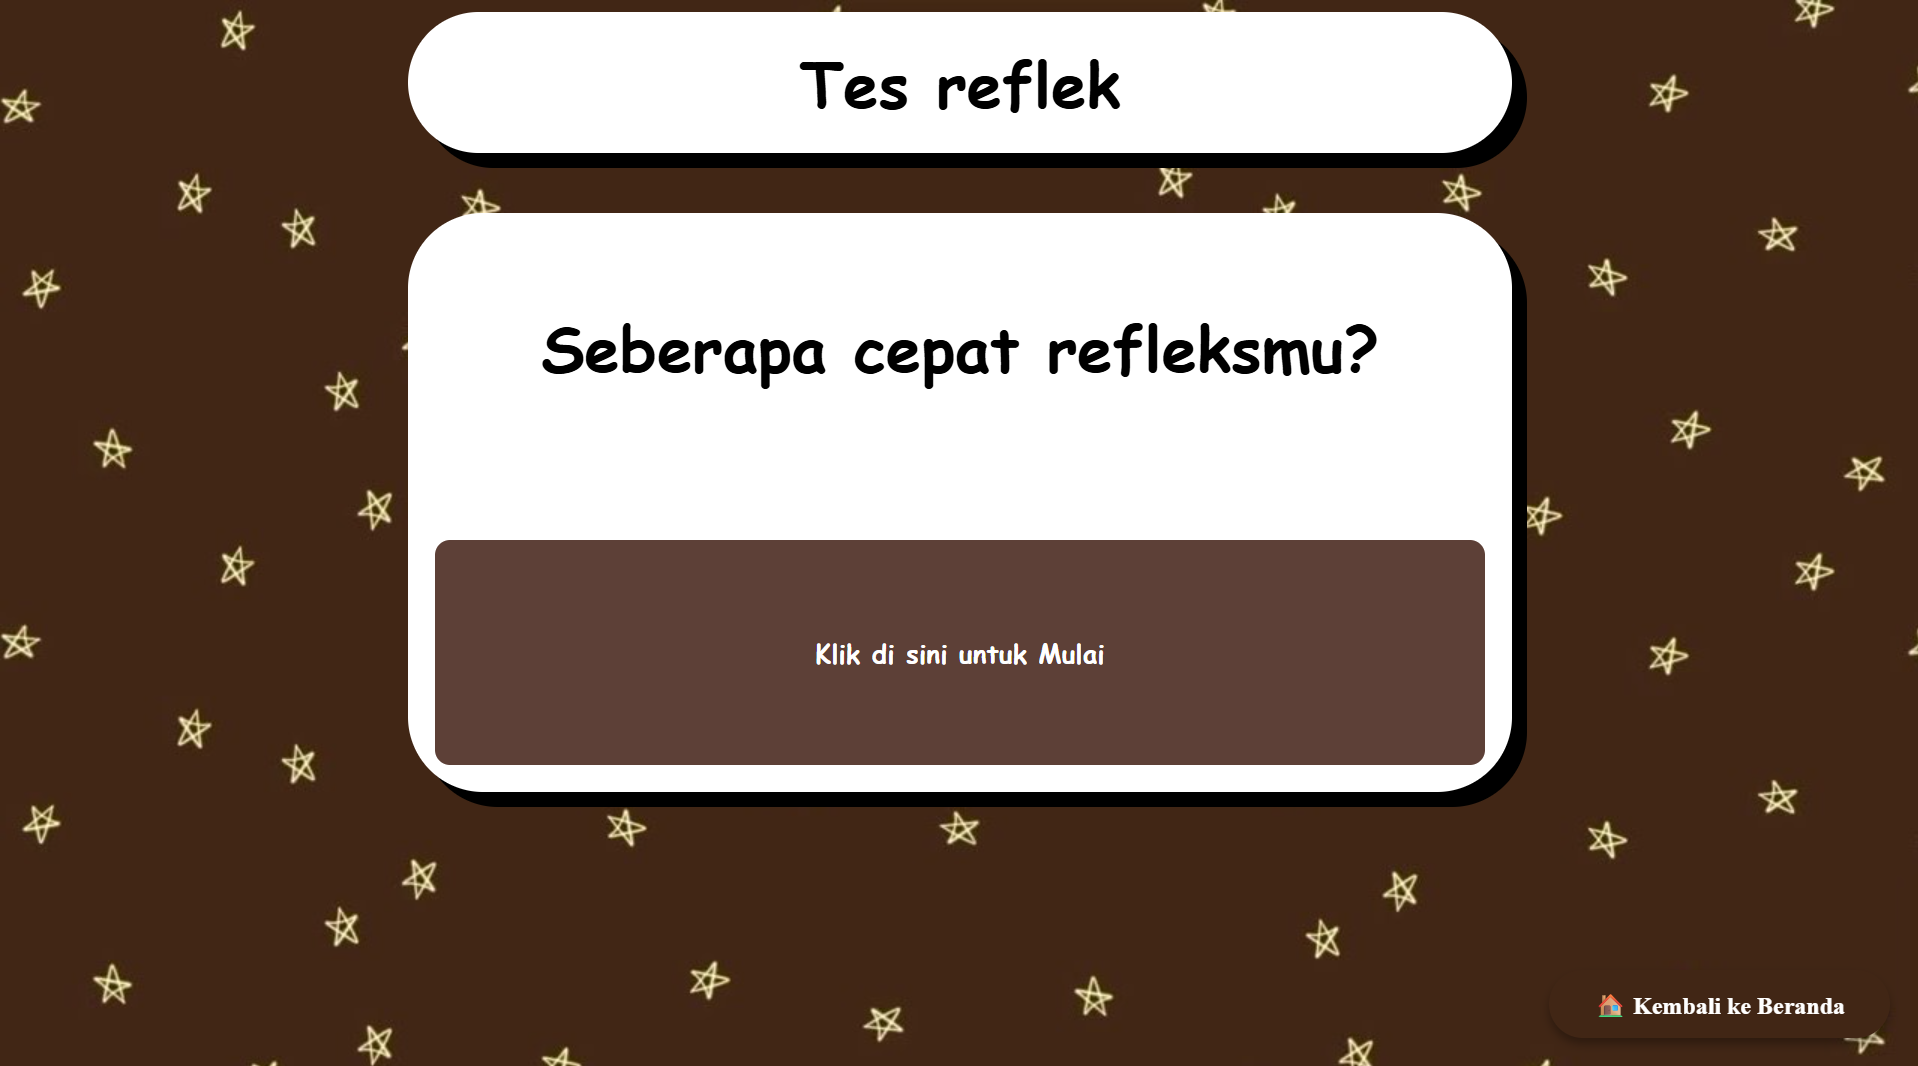 Tes reflek
Seberapa cepat refleksmu?
Klik di sini untuk Mulai
🏠 Kembali ke Beranda